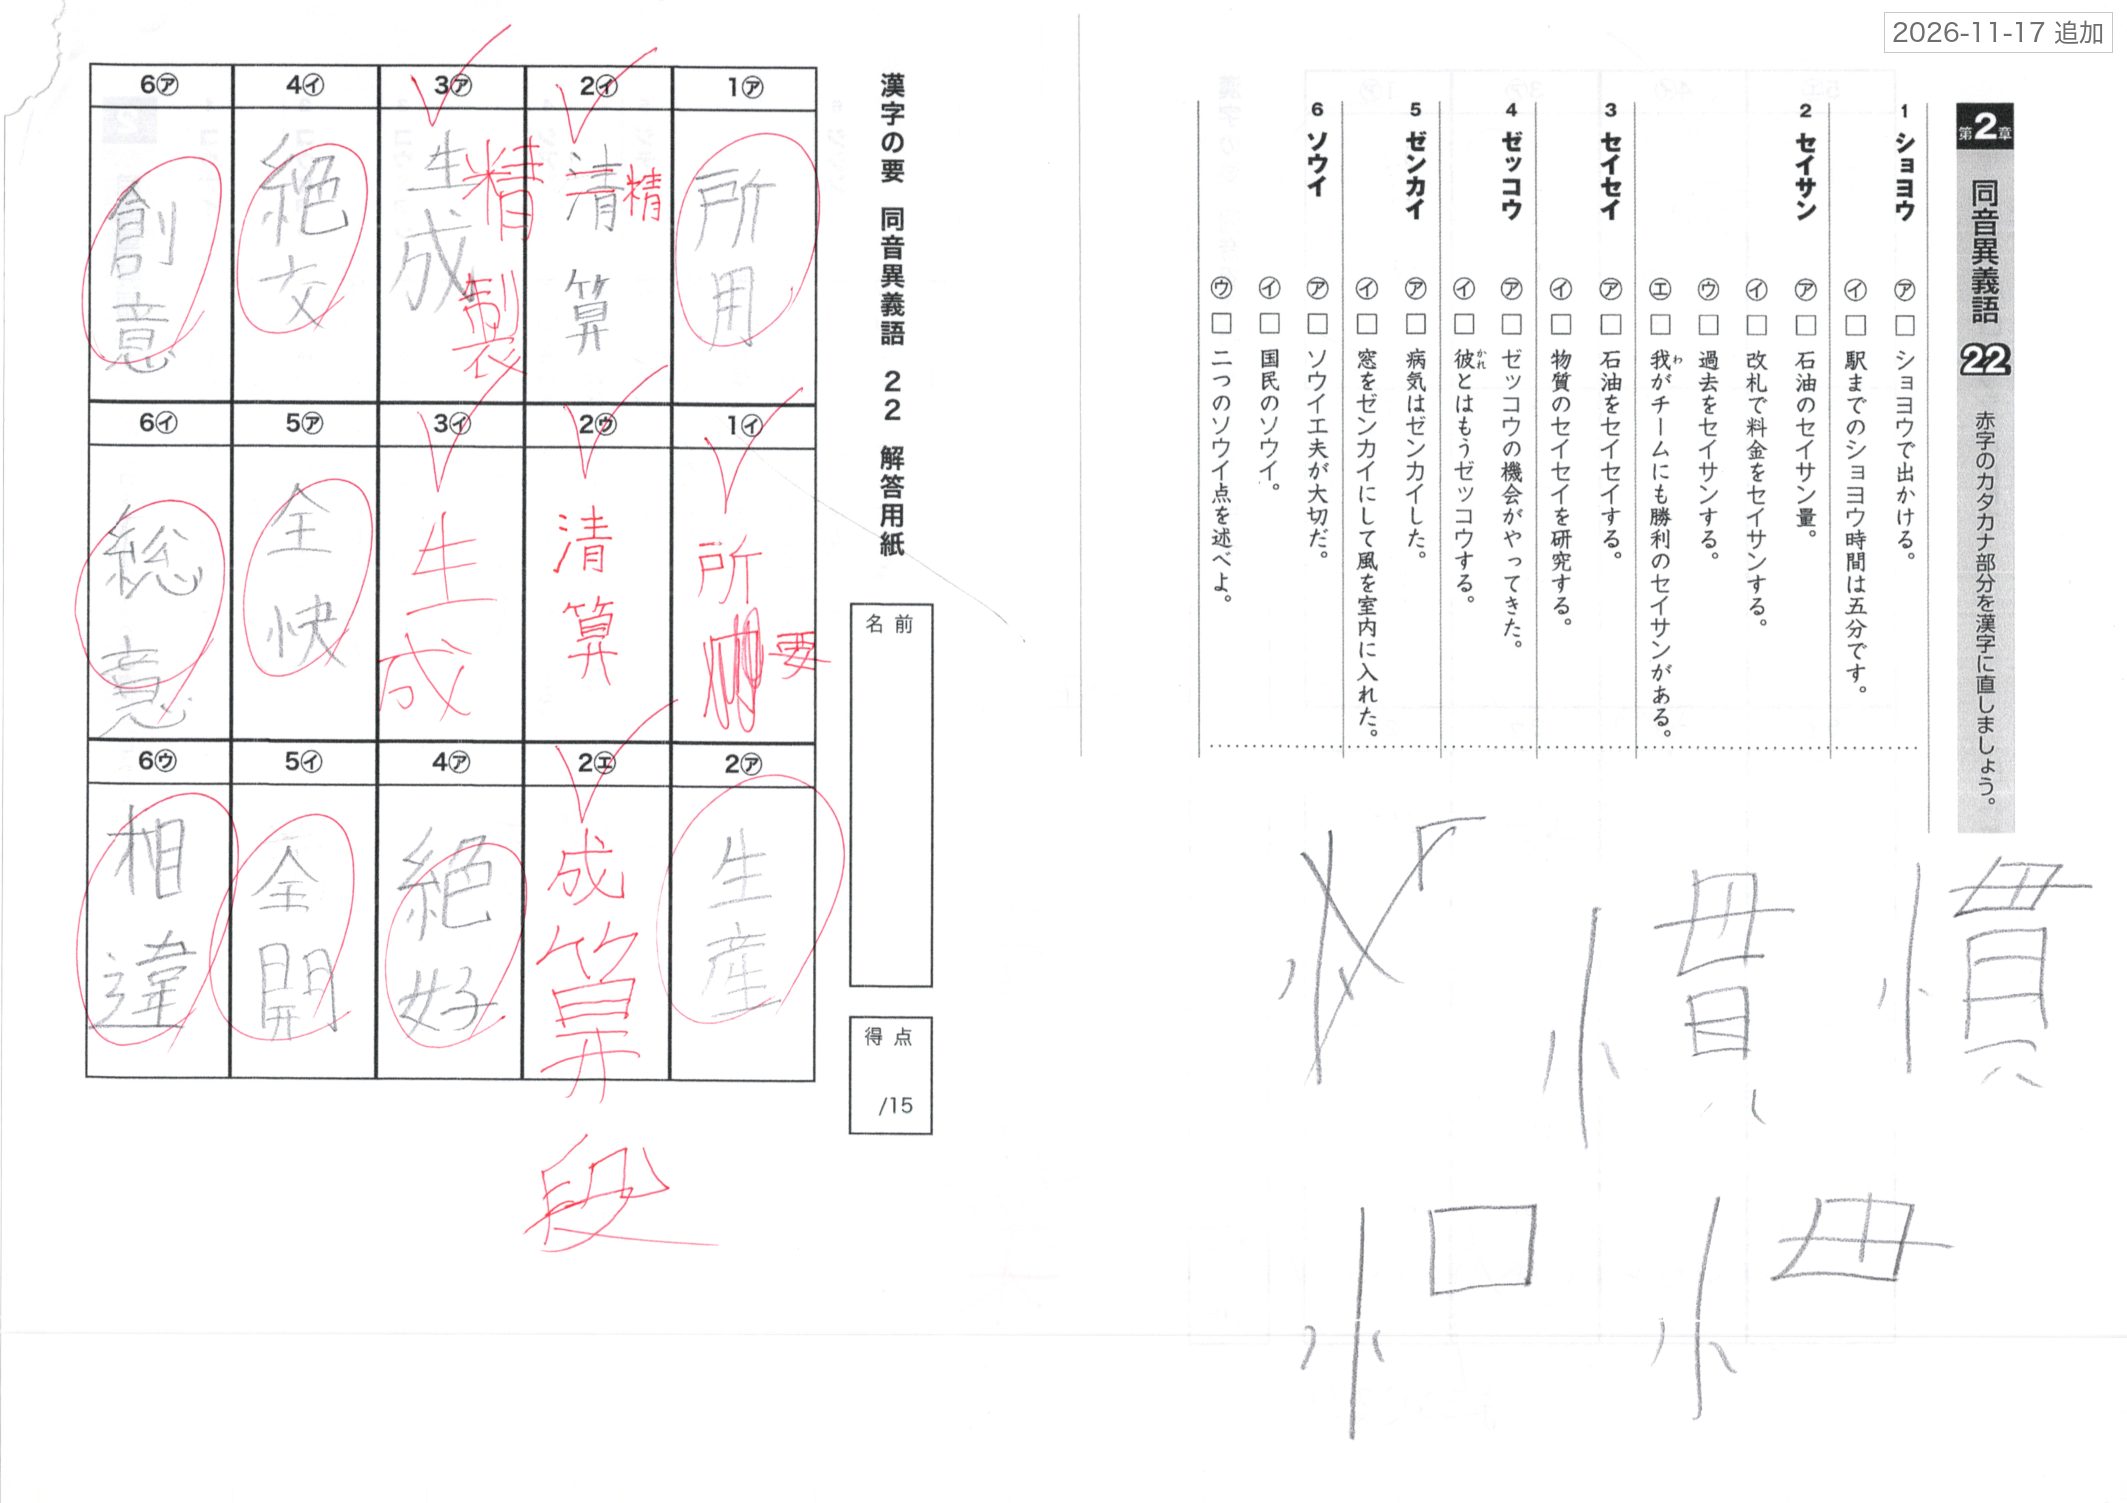 2026-11-17 追加
第2章 同音異義語 22 赤字のカタカナ部分を漢字に直しましょう。
1 ショヨウ
㋐ □ ショヨウで出かける。
㋑ □ 駅までのショヨウ時間は五分です。
2 セイサン
㋐ □ 石油のセイサン量。
㋑ □ 改札で料金をセイサンする。
㋒ □ 過去をセイサンする。
㋓ □ 我がチームにも勝利のセイサンがある。
わ
3 セイセイ
㋐ □ 石油をセイセイする。
㋑ □ 物質のセイセイを研究する。
4 ゼッコウ
㋐ □ ゼッコウの機会がやってきた。
㋑ □ 彼とはもうゼッコウする。
かれ
5 ゼンカイ
㋐ □ 病気はゼンカイした。
㋑ □ 窓をゼンカイにして風を室内に入れた。
6 ソウイ
㋐ □ ソウイ工夫が大切だ。
㋑ □ 国民のソウイ。
㋒ □ 二つのソウイ点を述べよ。
慣
慣
漢字の要 同音異義語 22 解答用紙
名前
得点
/15
1㋐
所用
1㋑
所要
2㋐
生産
2㋑
清算
精
2㋒
清算
2㋓
成算
3㋐
生成
精製
3㋑
生成
4㋐
絶好
4㋑
絶交
5㋐
全快
5㋑
全開
6㋐
創意
6㋑
総意
6㋒
相違
段